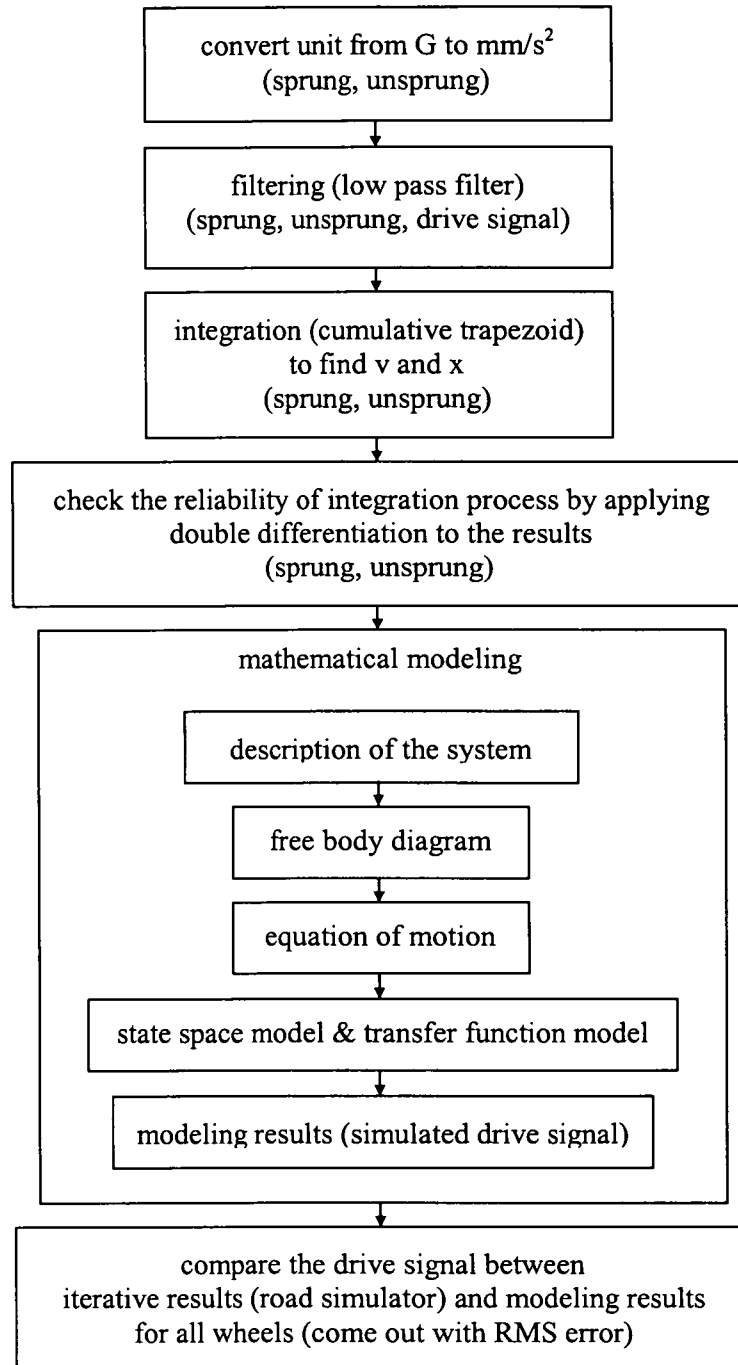 convert unit from G to mm/s²
(sprung, unsprung)
filtering (low pass filter)
(sprung, unsprung, drive signal)
integration (cumulative trapezoid)
to find v and x
(sprung, unsprung)
check the reliability of integration process by applying
double differentiation to the results
(sprung, unsprung)
mathematical modeling
description of the system
free body diagram
equation of motion
state space model & transfer function model
modeling results (simulated drive signal)
compare the drive signal between
iterative results (road simulator) and modeling results
for all wheels (come out with RMS error)